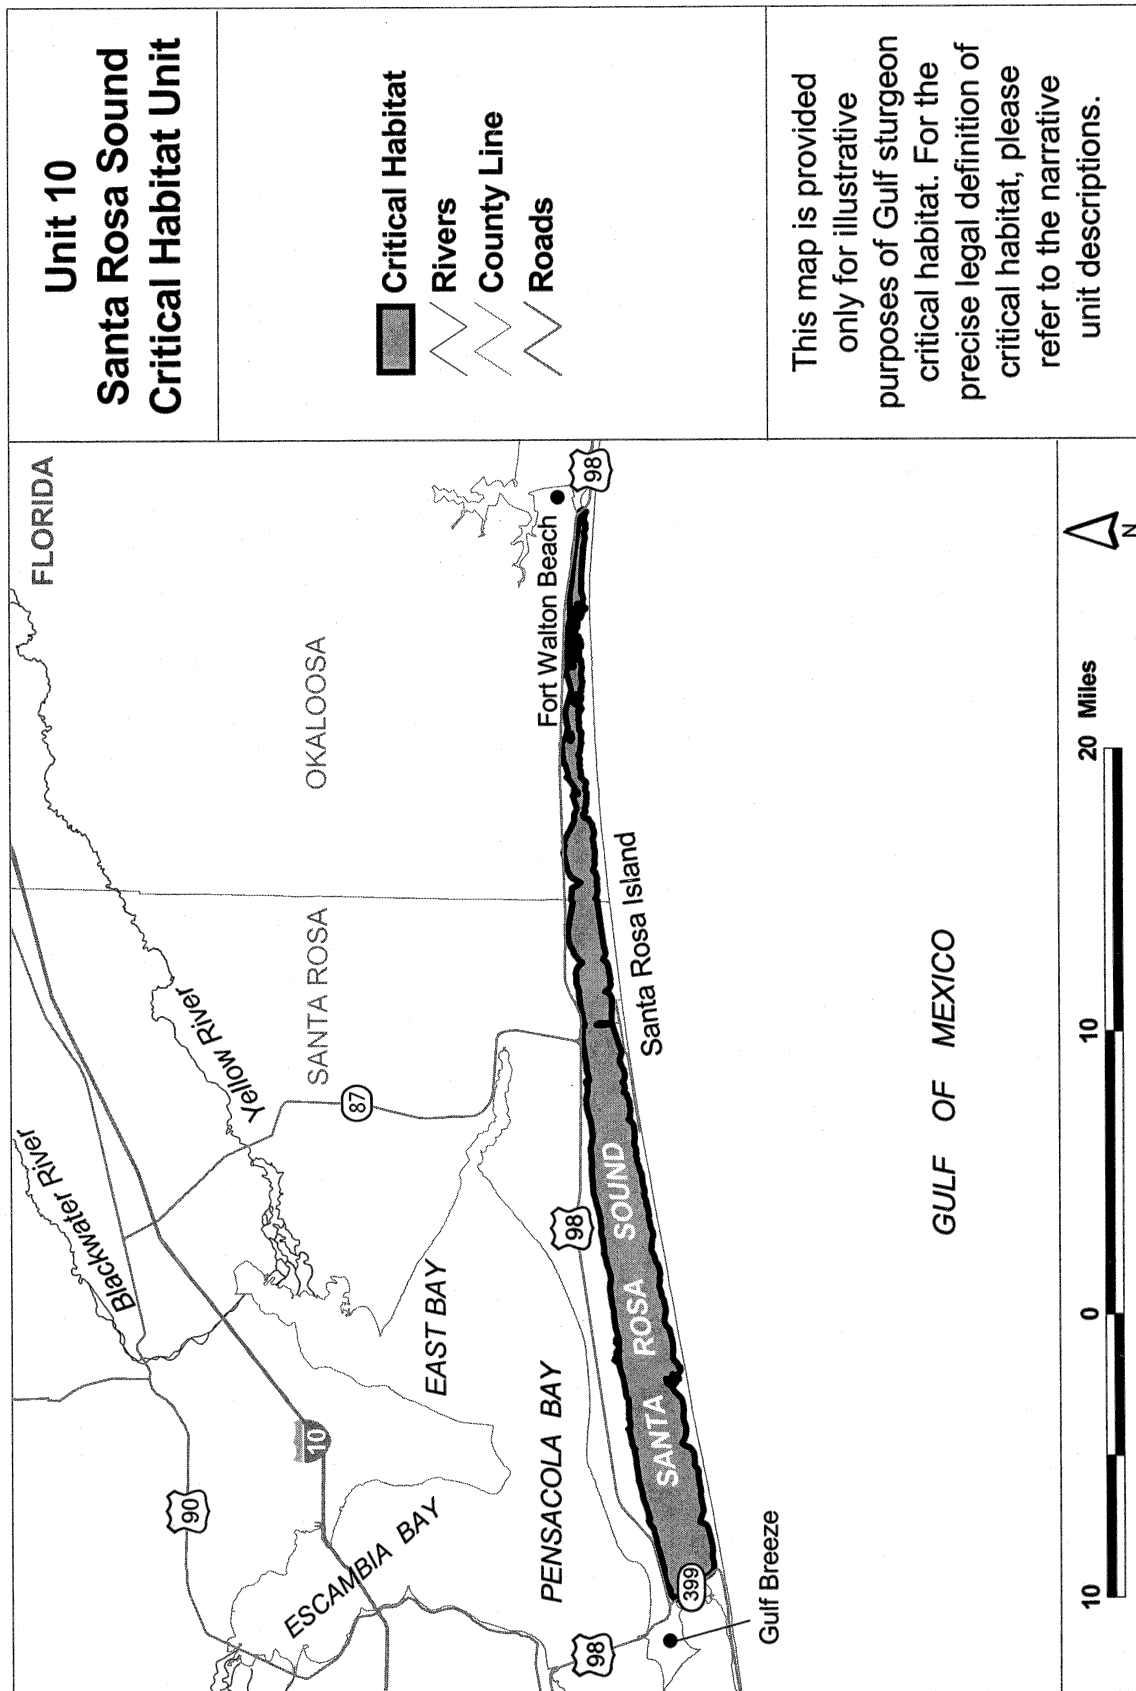 Unit 10
Santa Rosa Sound
Critical Habitat Unit
Critical Habitat
Rivers
County Line
Roads
This map is provided
only for illustrative
purposes of Gulf sturgeon
critical habitat. For the
precise legal definition of
critical habitat, please
refer to the narrative
unit descriptions.
FLORIDA
Blackwater River
Yellow River
90
10
87
SANTA ROSA
OKALOOSA
ESCAMBIA BAY
EAST BAY
PENSACOLA BAY
98
98
98
Fort Walton Beach
SANTA ROSA SOUND
399
Santa Rosa Island
Gulf Breeze
GULF OF MEXICO
10 0 10 20 Miles
N